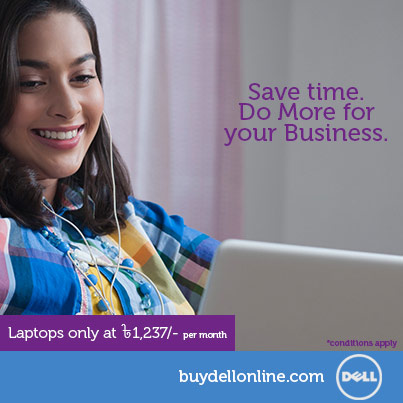 Save time.
Do More for
your Business.
Laptops only at ৳1,237/- per month
*conditions apply
buydellonline.com
DELL